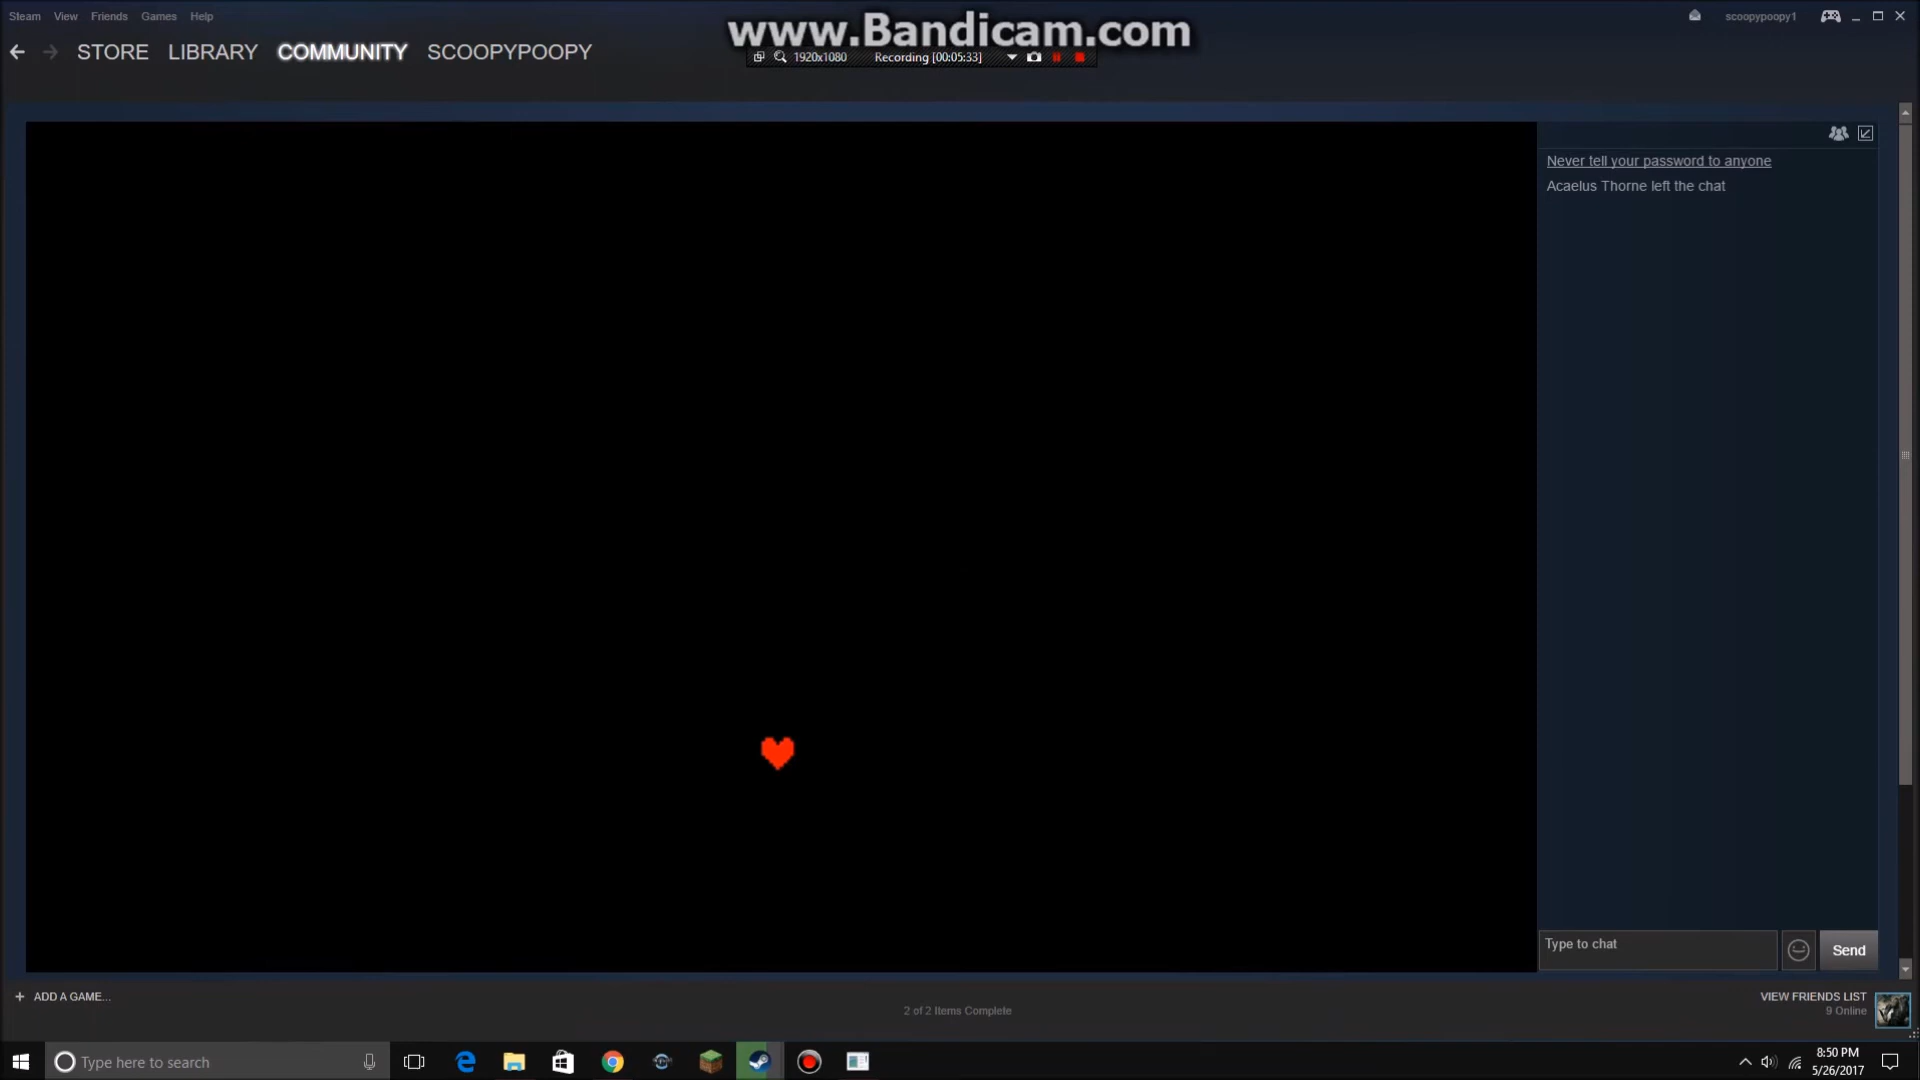 Steam View Friends Games Help
www.Bandicam.com
scoopypoopy1
STORE LIBRARY COMMUNITY SCOOPYPOOPY
1920x1080 Recording [00:05:33]
Never tell your password to anyone
Acaelus Thorne left the chat
Type to chat
Send
+ ADD A GAME...
2 of 2 Items Complete
VIEW FRIENDS LIST
9 Online
Type here to search
8:50 PM
5/26/2017